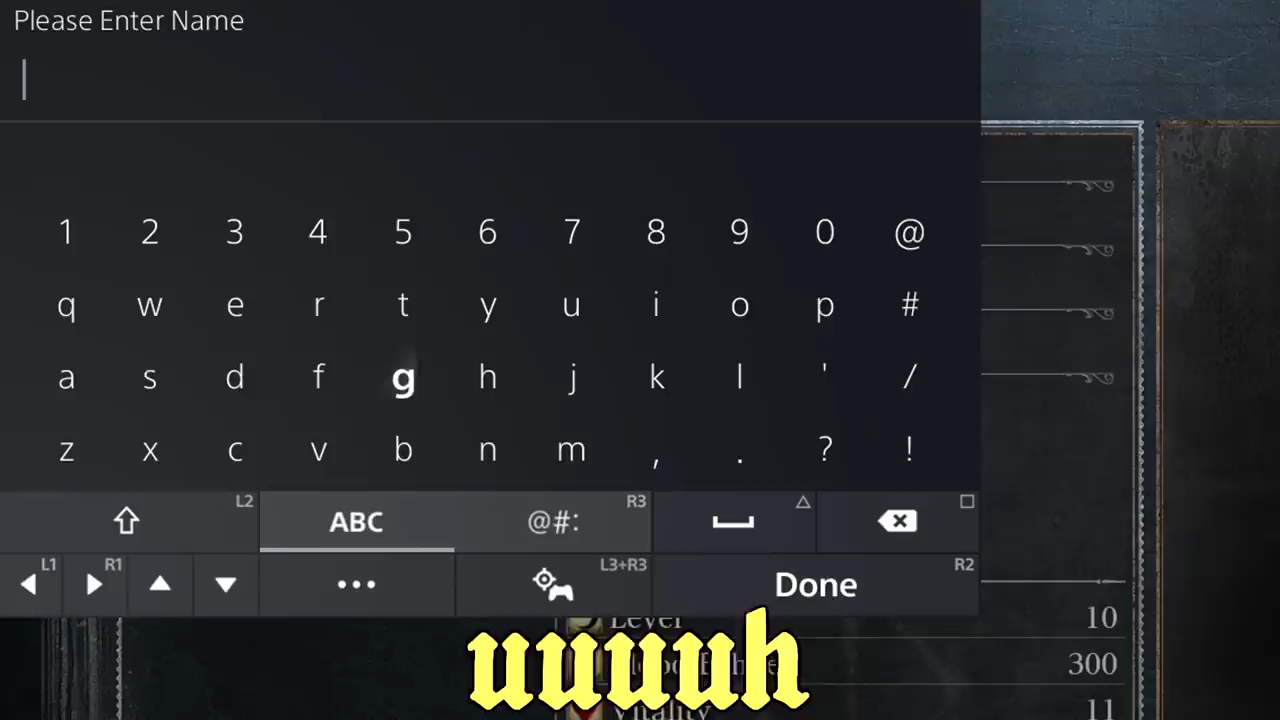 Please Enter Name
1 2 3 4 5 6 7 8 9 0 @
q w e r t y u i o p #
a s d f g h j k l ' /
z x c v b n m , . ? !
L2 ABC @#: R3
L1 R1 ... L3+R3 Done R2
Level 10
300
Vitality 11
uuuuh